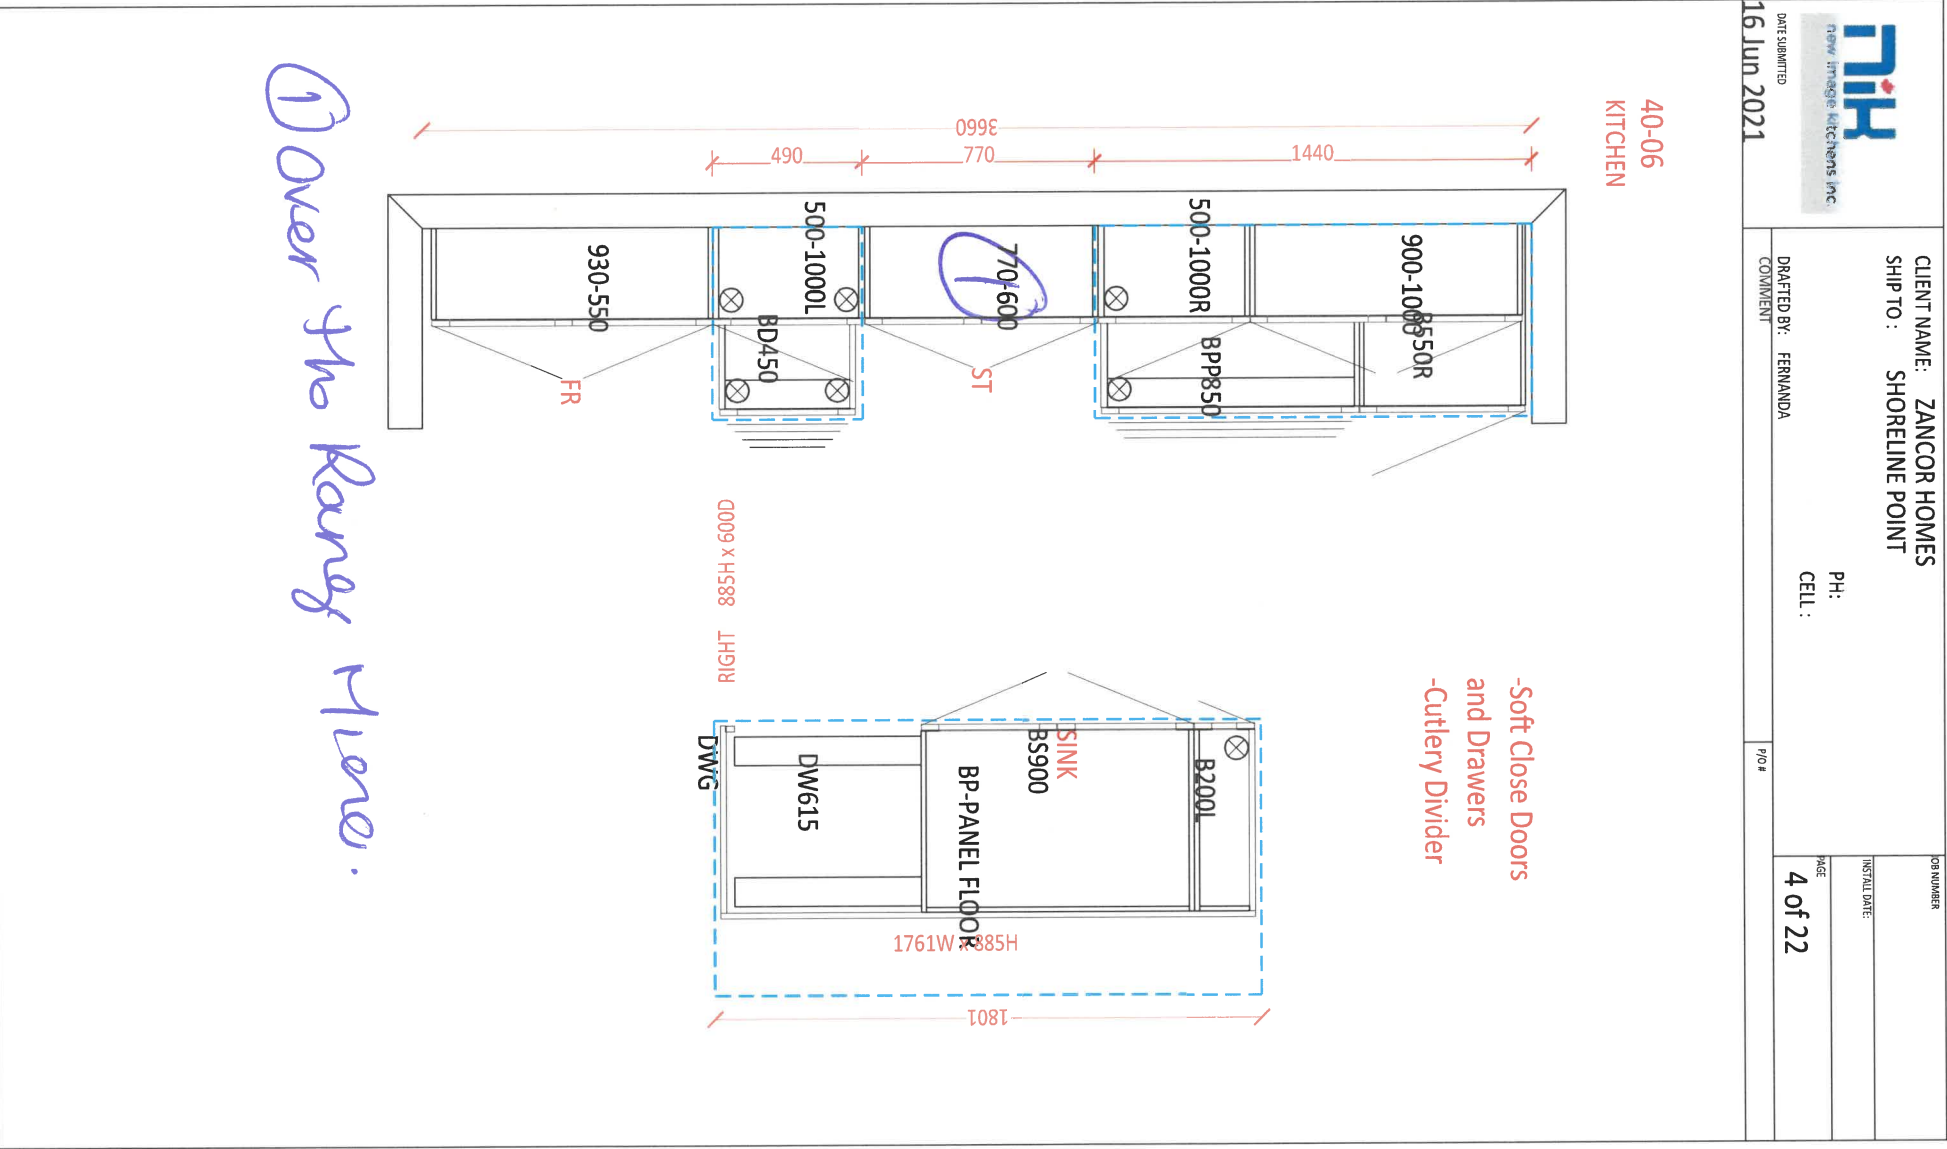 nik
new image kitchens inc.
DATE SUBMITTED
16 Jun 2021
CLIENT NAME: ZANCOR HOMES
SHIP TO : SHORELINE POINT
PH:
CELL :
DRAFTED BY: FERNANDA
COMMENT
P/O #
JOB NUMBER
INSTALL DATE:
PAGE
4 of 22
40-06
KITCHEN
-Soft Close Doors
and Drawers
-Cutlery Divider
3660
490
770
1440
930-550
500-1000L
770-600
500-1000R
900-1000
BD450
BPP850
B550R
FR
ST
1
885H x 600D RIGHT
SINK
BS900
B200L
DWG
DW615
BP-PANEL FLOOR
1761W x 885H
1801
1 Over the Range Micro.